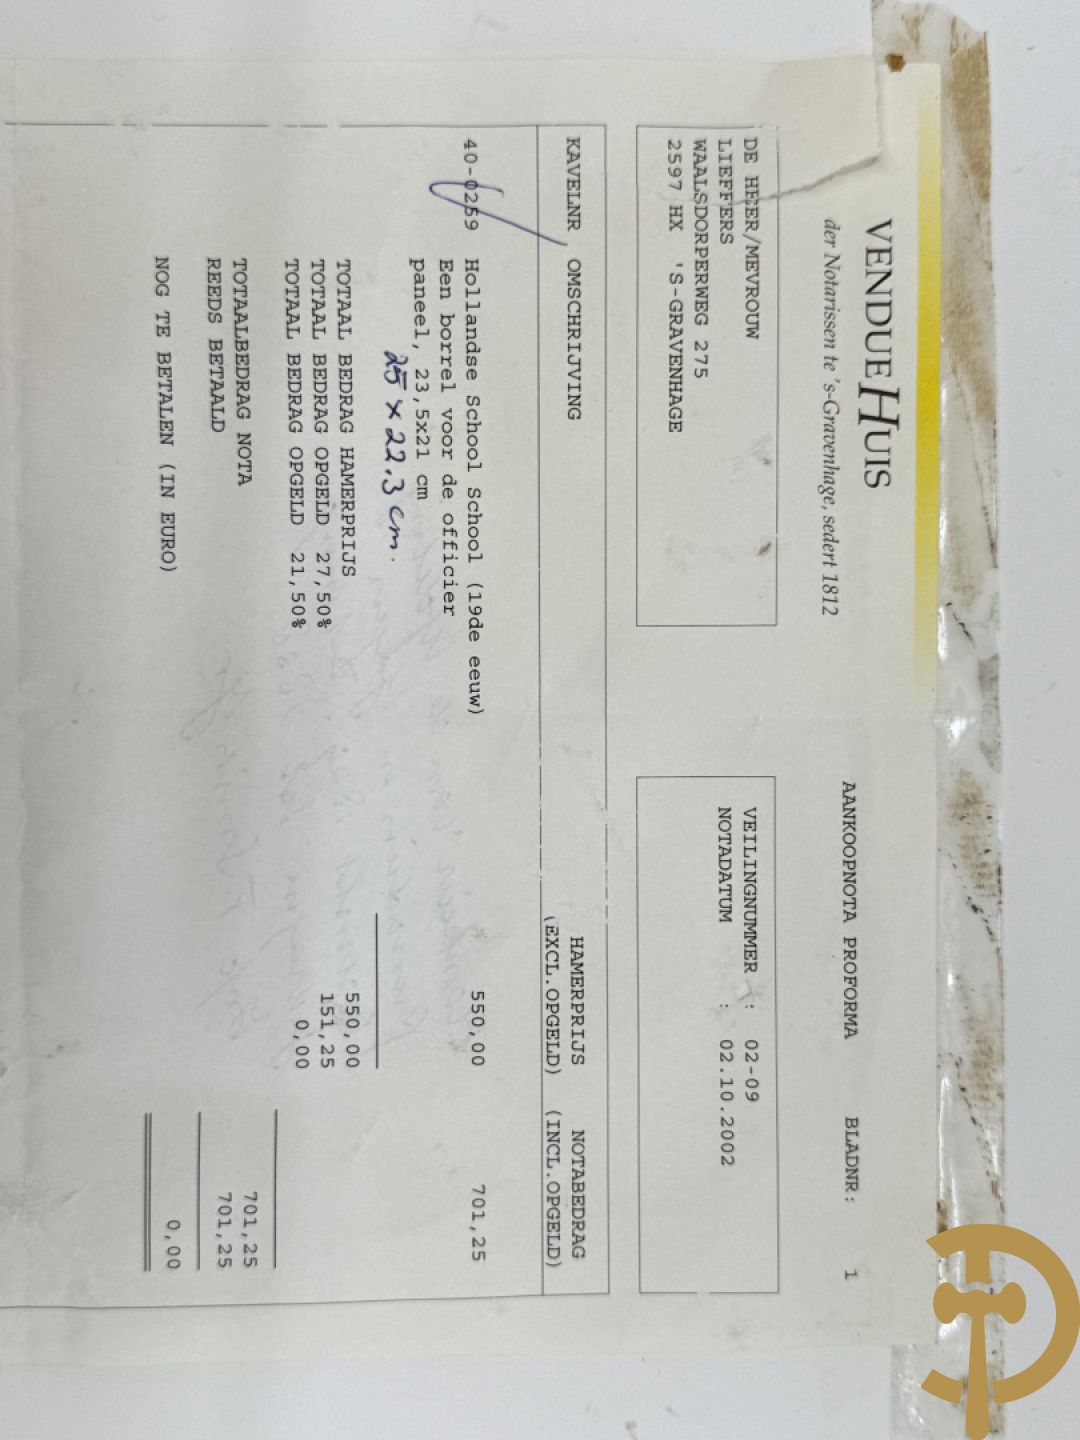 VENDUEHUIS
der Notarissen te 's-Gravenhage, sedert 1812
AANKOOPNOTA PROFORMA BLADNR: 1
DE HEER/MEVROUW
LIEFFERS
WAALSDORPERWEG 275
2597 HX 'S-GRAVENHAGE
VEILINGNUMMER : 02-09
NOTADATUM : 02.10.2002
KAVELNR OMSCHRIJVING HAMERPRIJS NOTABEDRAG
(EXCL.OPGELD) (INCL.OPGELD)
40-0259 Hollandse School School (19de eeuw) 550,00 701,25
Een borrel voor de officier
paneel, 23,5x21 cm
25 x 22.3 cm.
TOTAAL BEDRAG HAMERPRIJS 550,00
TOTAAL BEDRAG OPGELD 27,50% 151,25
TOTAAL BEDRAG OPGELD 21,50% 0,00
TOTAALBEDRAG NOTA 701,25
REEDS BETAALD 701,25
NOG TE BETALEN (IN EURO) 0,00